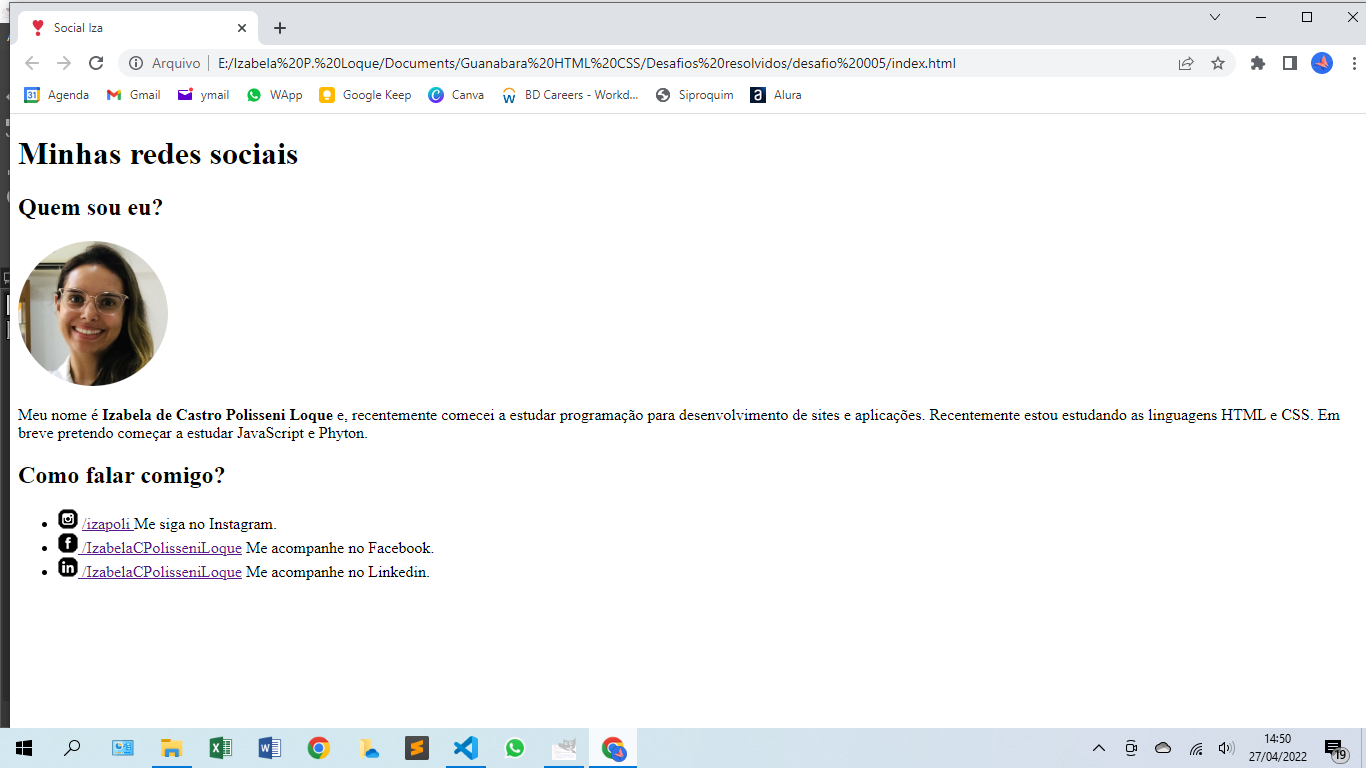 Social Iza
Arquivo E:/Izabela%20P.%20Loque/Documents/Guanabara%20HTML%20CSS/Desafios%20resolvidos/desafio%20005/index.html
31 Agenda Gmail ymail WApp Google Keep Canva BD Careers - Workd... Siproquim a Alura
Minhas redes sociais
Quem sou eu?
Meu nome é Izabela de Castro Polisseni Loque e, recentemente comecei a estudar programação para desenvolvimento de sites e aplicações. Recentemente estou estudando as linguagens HTML e CSS. Em
breve pretendo começar a estudar JavaScript e Phyton.
Como falar comigo?
/izapoli Me siga no Instagram.
f /IzabelaCPolisseniLoque Me acompanhe no Facebook.
in /IzabelaCPolisseniLoque Me acompanhe no Linkedin.
14:50
27/04/2022
19